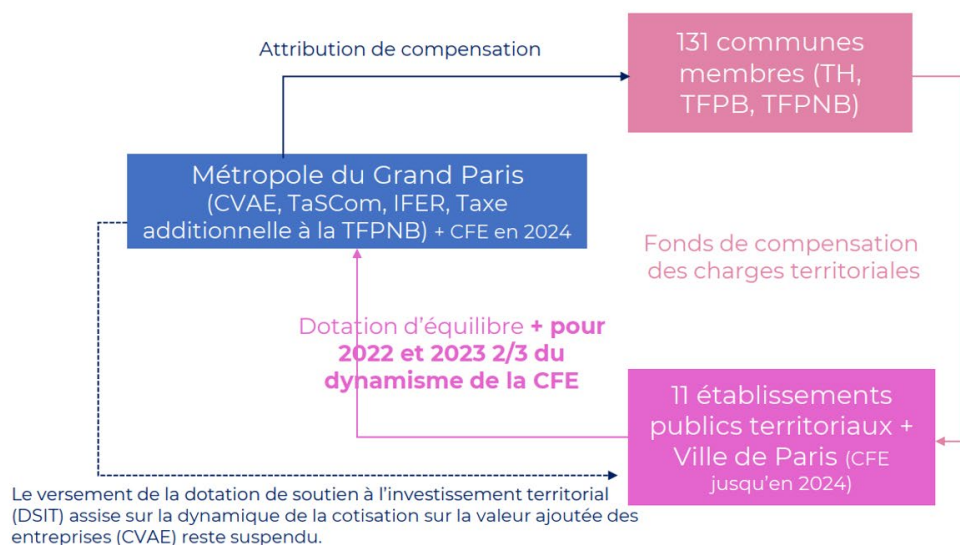 Attribution de compensation
131 communes
membres (TH,
TFPB, TFPNB)
Métropole du Grand Paris
(CVAE, TaSCom, IFER, Taxe
additionnelle à la TFPNB) + CFE en 2024
Fonds de compensation
des charges territoriales
Dotation d’équilibre + pour
2022 et 2023 2/3 du
dynamisme de la CFE
11 établissements
publics territoriaux +
Ville de Paris (CFE
jusqu’en 2024)
Le versement de la dotation de soutien à l’investissement territorial
(DSIT) assise sur la dynamique de la cotisation sur la valeur ajoutée des
entreprises (CVAE) reste suspendu.